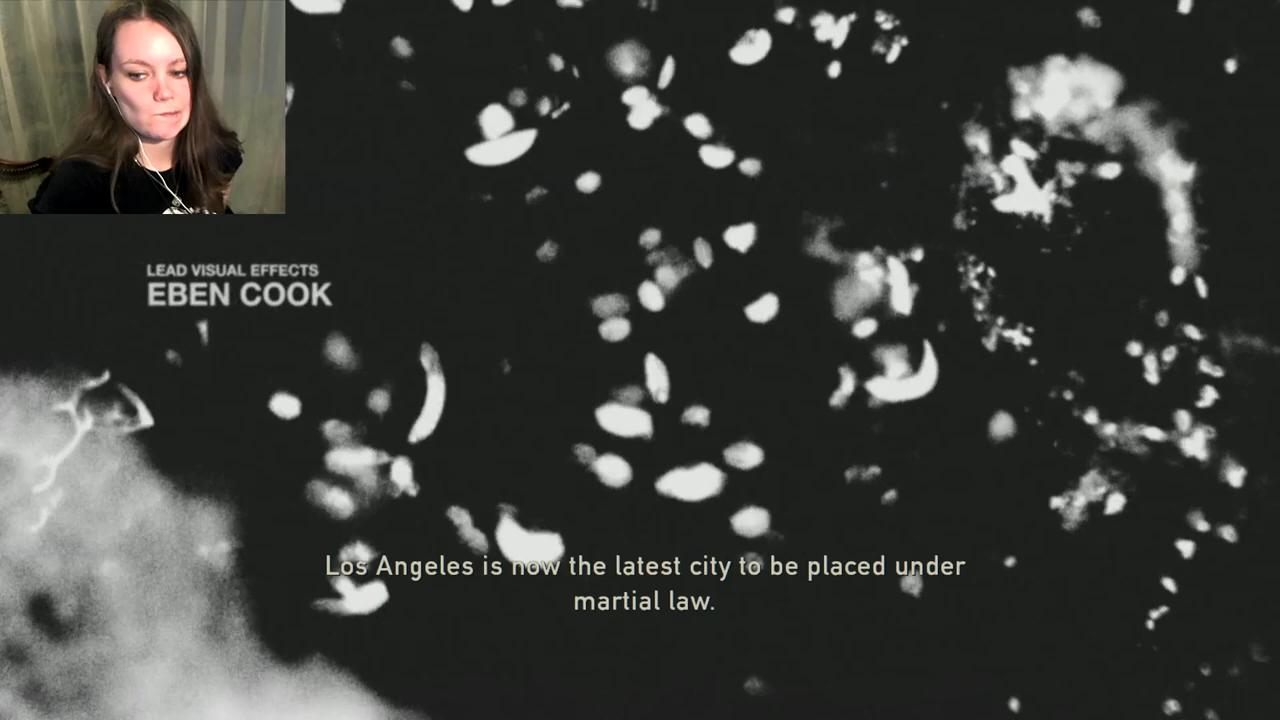 LEAD VISUAL EFFECTS
EBEN COOK
Los Angeles is now the latest city to be placed under
martial law.